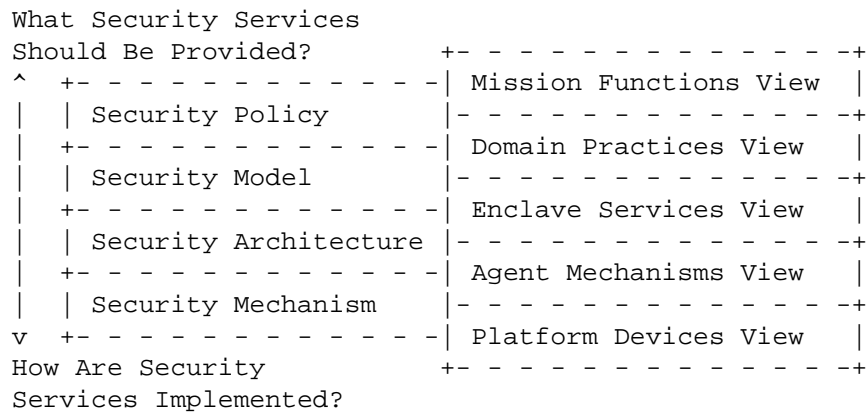 What Security Services
Should Be Provided?          +- - - - - - - - - - - - - -+
^  +- - - - - - - - - - - - -| Mission Functions View  |
|  | Security Policy         |- - - - - - - - - - - - - -+
|  +- - - - - - - - - - - - -| Domain Practices View   |
|  | Security Model          |- - - - - - - - - - - - - -+
|  +- - - - - - - - - - - - -| Enclave Services View   |
|  | Security Architecture |- - - - - - - - - - - - - -+
|  +- - - - - - - - - - - - -| Agent Mechanisms View   |
|  | Security Mechanism      |- - - - - - - - - - - - - -+
v  +- - - - - - - - - - - - -| Platform Devices View   |
How Are Security             +- - - - - - - - - - - - - -+
Services Implemented?